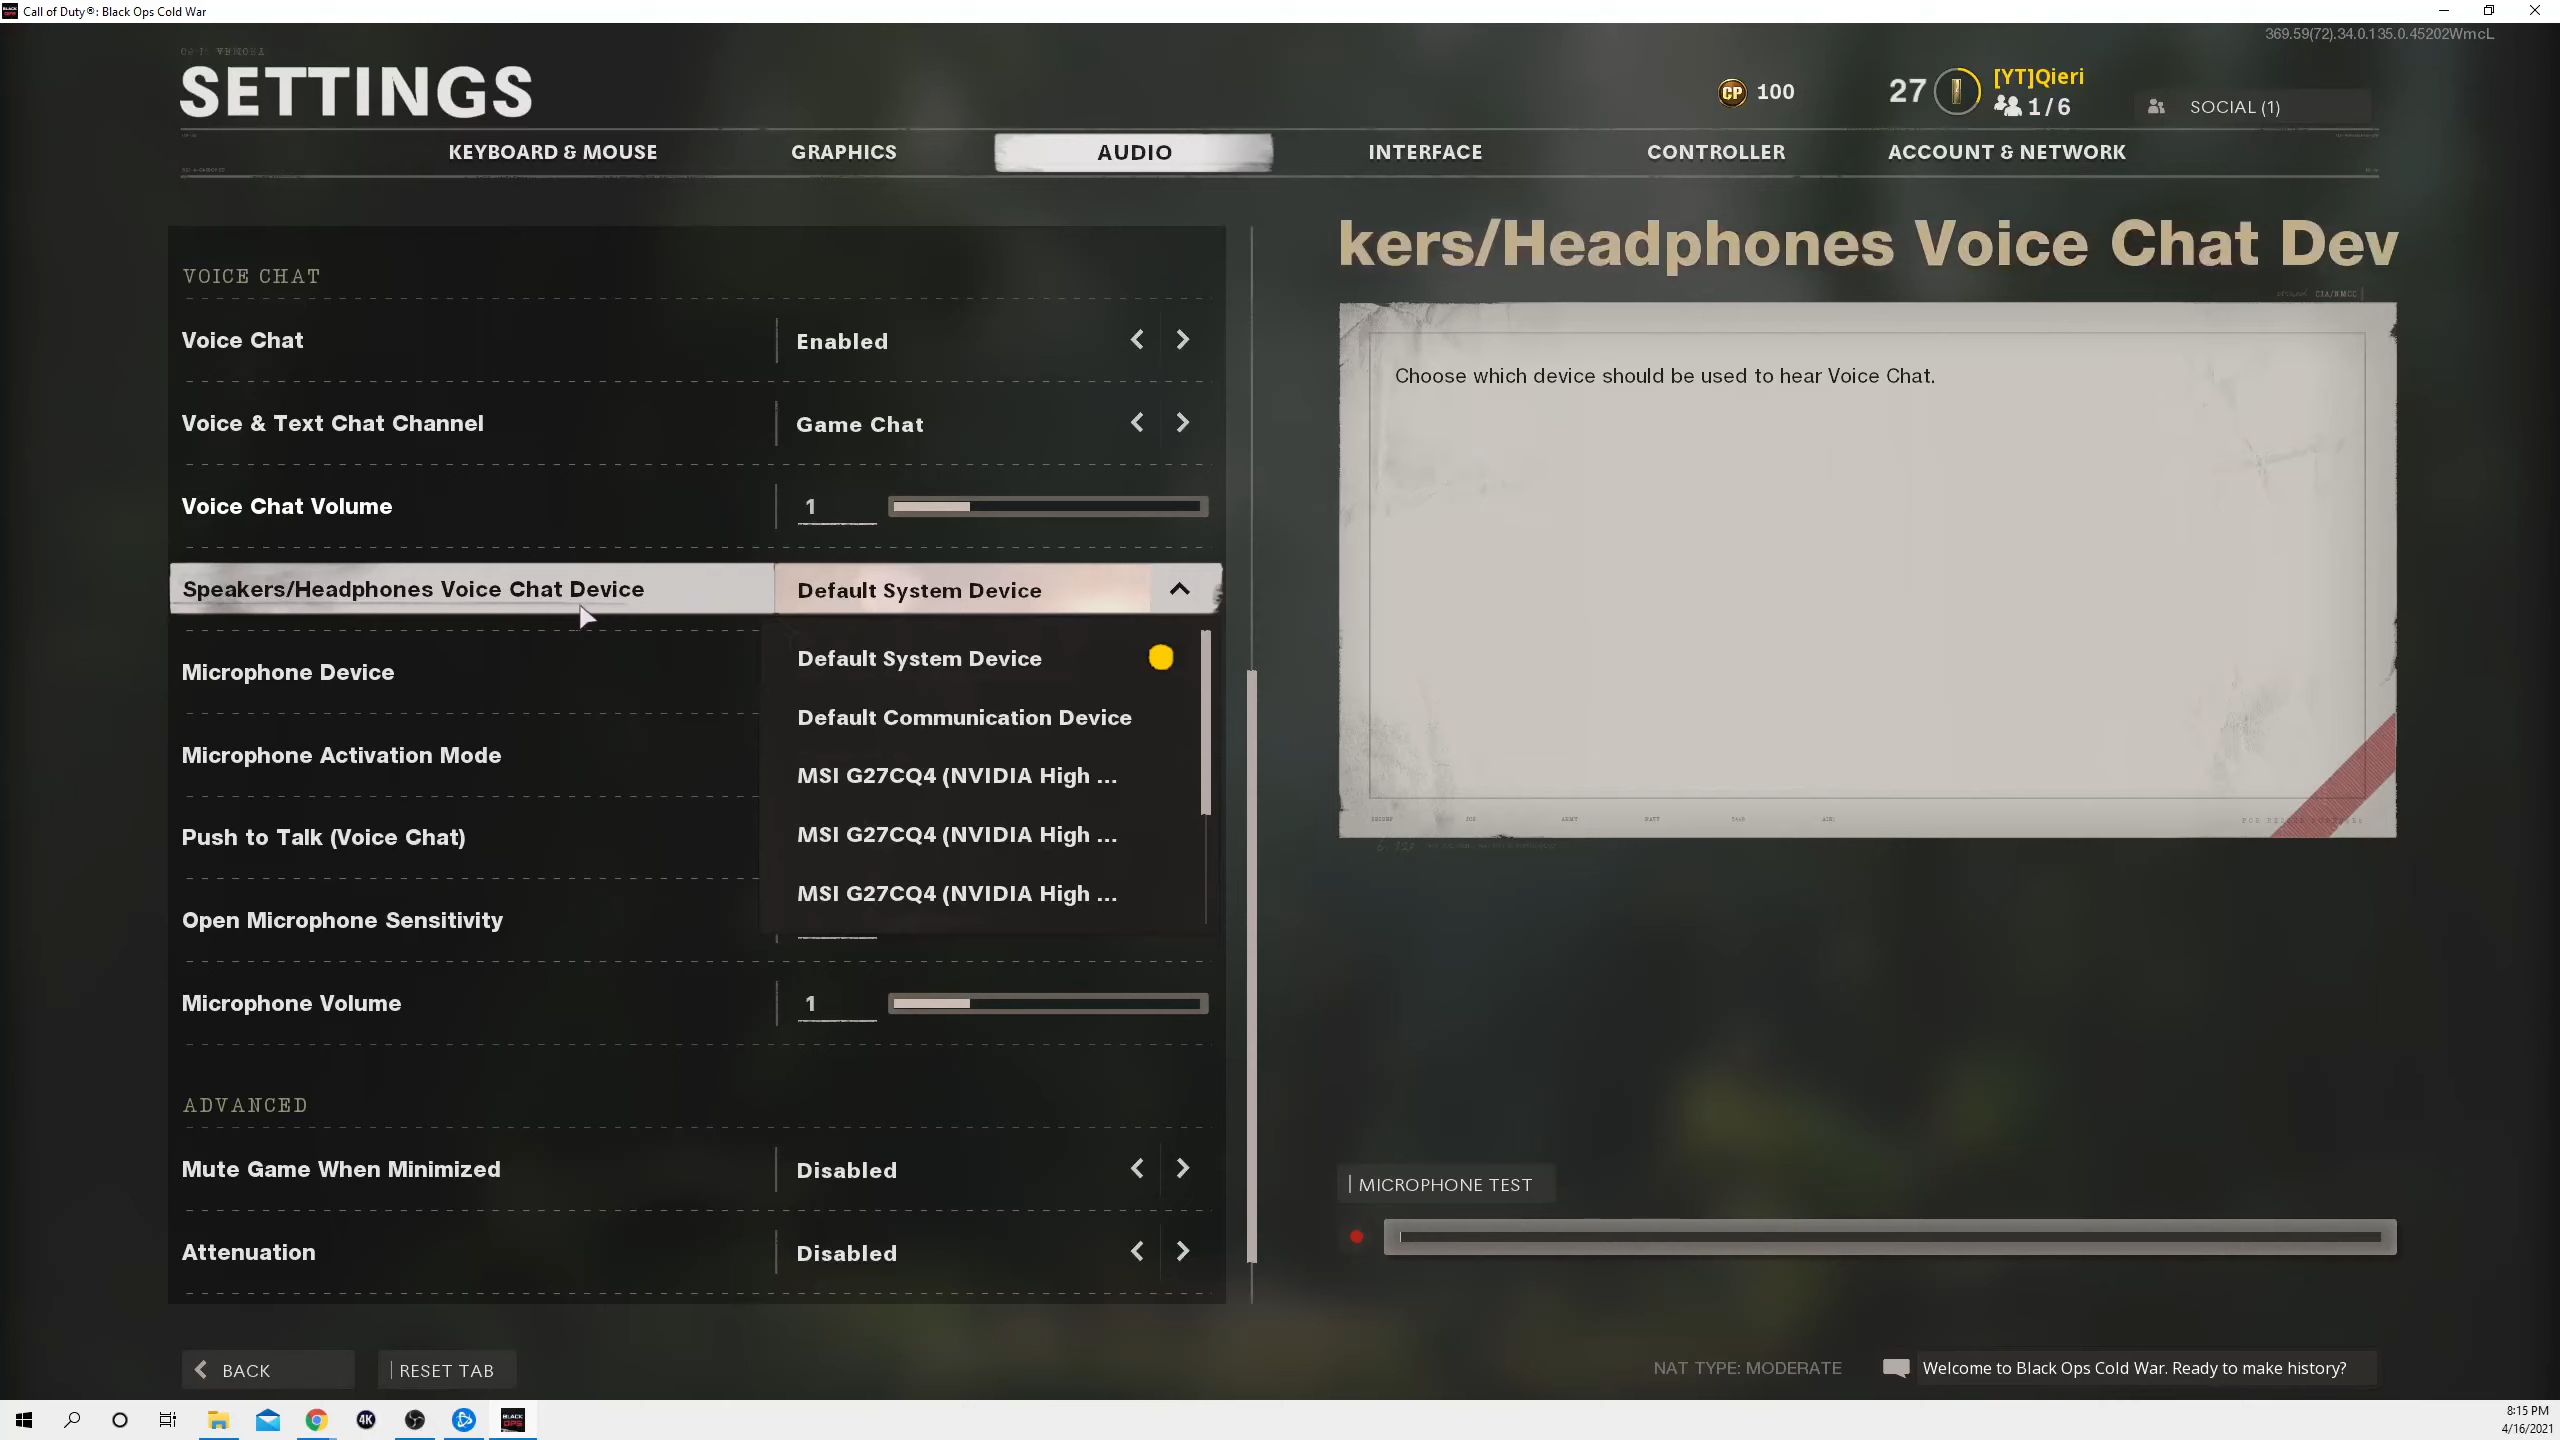 Call of Duty®: Black Ops Cold War
369.59(72).34.0.135.0.45202WmcL
SETTINGS
CP 100
27
[YT]Qieri
1 / 6
SOCIAL (1)
KEYBOARD & MOUSE
GRAPHICS
AUDIO
INTERFACE
CONTROLLER
ACCOUNT & NETWORK
VOICE CHAT
Voice Chat
Enabled
Voice & Text Chat Channel
Game Chat
Voice Chat Volume
1
Speakers/Headphones Voice Chat Device
Default System Device
Default System Device
Default Communication Device
MSI G27CQ4 (NVIDIA High ...
MSI G27CQ4 (NVIDIA High ...
MSI G27CQ4 (NVIDIA High ...
Microphone Device
Microphone Activation Mode
Push to Talk (Voice Chat)
Open Microphone Sensitivity
Microphone Volume
1
ADVANCED
Mute Game When Minimized
Disabled
Attenuation
Disabled
kers/Headphones Voice Chat Dev
CIA/NMCC
Choose which device should be used to hear Voice Chat.
MICROPHONE TEST
BACK
RESET TAB
NAT TYPE: MODERATE
Welcome to Black Ops Cold War. Ready to make history?
4K
BLACK OPS
8:15 PM
4/16/2021